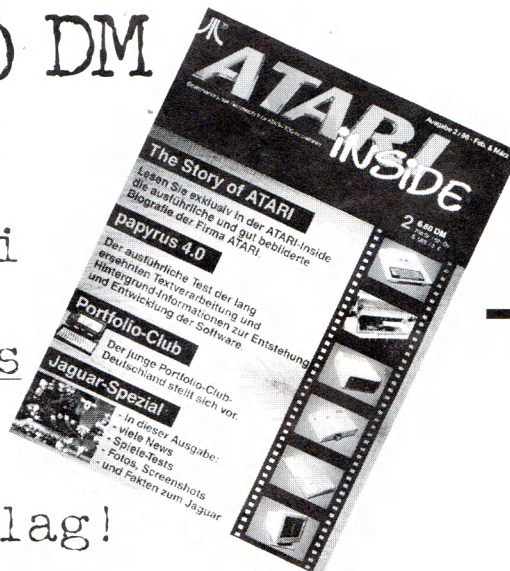 DM
ATARI
INSIDE
Ausgabe 2 / 96 - Feb. & März
2 6.80 DM
The Story of ATARI
Lesen Sie exklusiv in der ATARI-Inside
die ausführliche und gut bebilderte
Biografie der Firma ATARI.
papyrus 4.0
Der ausführliche Test der lang
ersehnten Textverarbeitung und
Hintergrund-Informationen zur Entstehung
und Entwicklung der Software.
Portfolio-Club
Der junge Portfolio-Club-
Deutschland stellt sich vor.
Jaguar-Spezial
- In dieser Ausgabe:
- viele News
- Spiele-Tests
- Fotos, Screenshots
und Fakten zum Jaguar
i
s
lag!